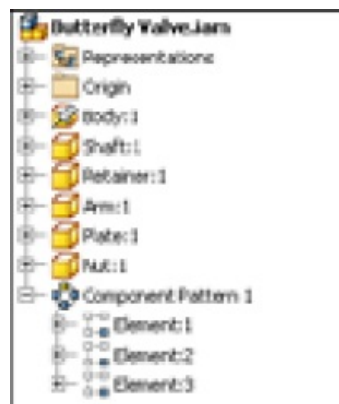 Butterfly Valve.iam
Representations
Origin
Body:1
Shaft:1
Retainer:1
Arm:1
Plate:1
Nut:1
Component Pattern 1
Element:1
Element:2
Element:3